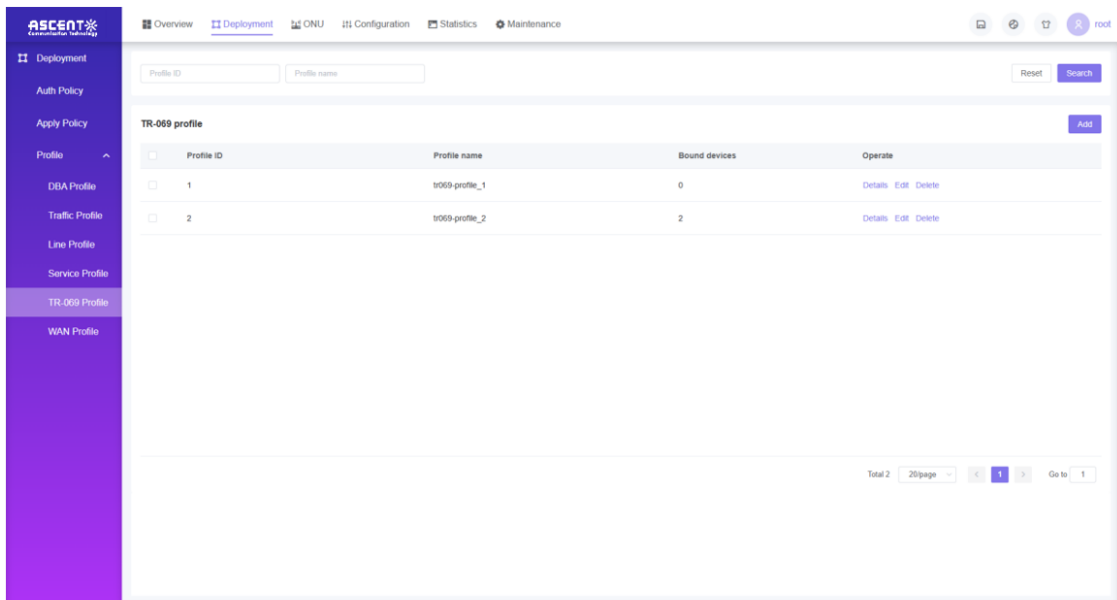 ASCENT
Communication Technology
Overview Deployment ONU Configuration Statistics Maintenance root
Deployment
Auth Policy
Apply Policy
Profile
DBA Profile
Traffic Profile
Line Profile
Service Profile
TR-069 Profile
WAN Profile
Profile ID Profile name Reset Search
TR-069 profile Add
Profile ID Profile name Bound devices Operate
1 tr069-profile_1 0 Details Edit Delete
2 tr069-profile_2 2 Details Edit Delete
Total 2 20/page < 1 > Go to 1